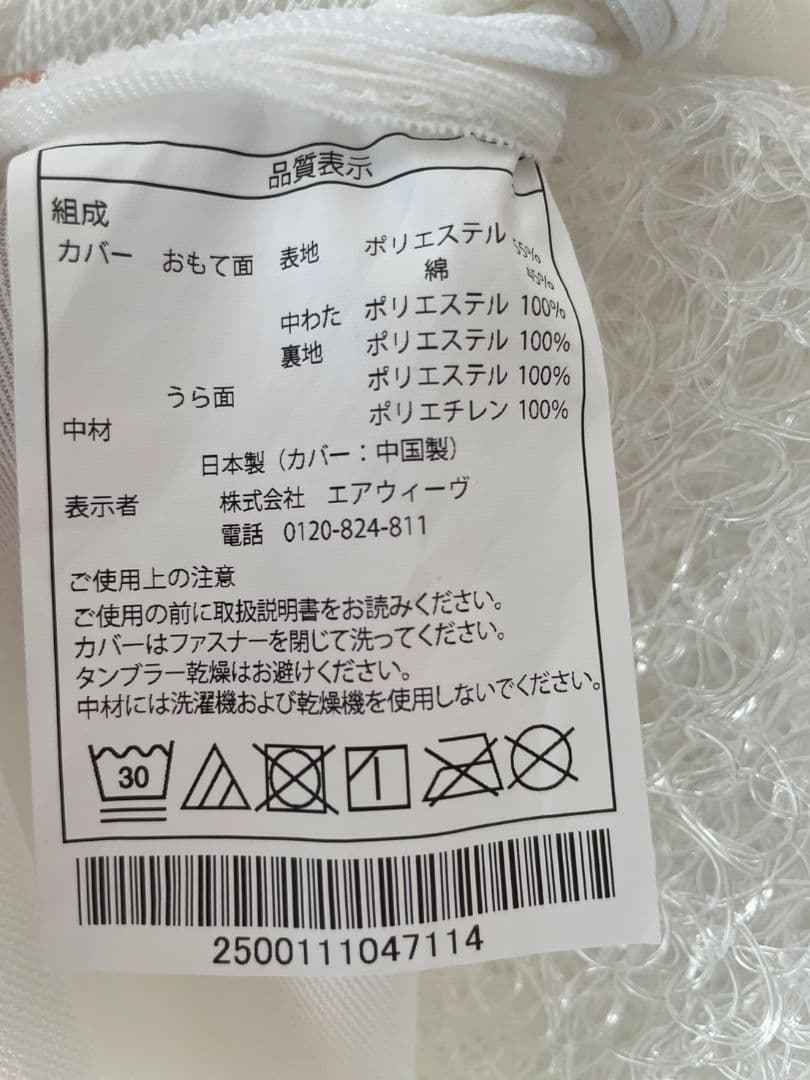 品質表示
組成
カバー おもて面 表地 ポリエステル 55%
綿 45%
中わた ポリエステル 100%
裏地 ポリエステル 100%
うら面 ポリエステル 100%
中材 ポリエチレン 100%
日本製（カバー：中国製）
表示者 株式会社 エアウィーヴ
電話 0120-824-811
ご使用上の注意
ご使用の前に取扱説明書をお読みください。
カバーはファスナーを閉じて洗ってください。
タンブラー乾燥はお避けください。
中材には洗濯機および乾燥機を使用しないでください。
30
2500111047114